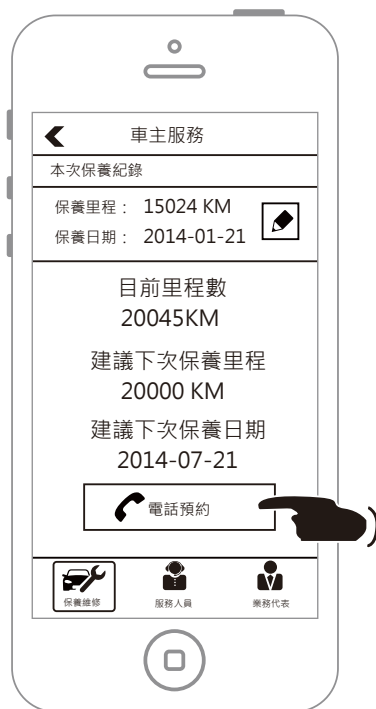 車主服務
本次保養紀錄
保養里程： 15024 KM
保養日期： 2014-01-21
目前里程數
20045KM
建議下次保養里程
20000 KM
建議下次保養日期
2014-07-21
電話預約
保養維修 服務人員 業務代表